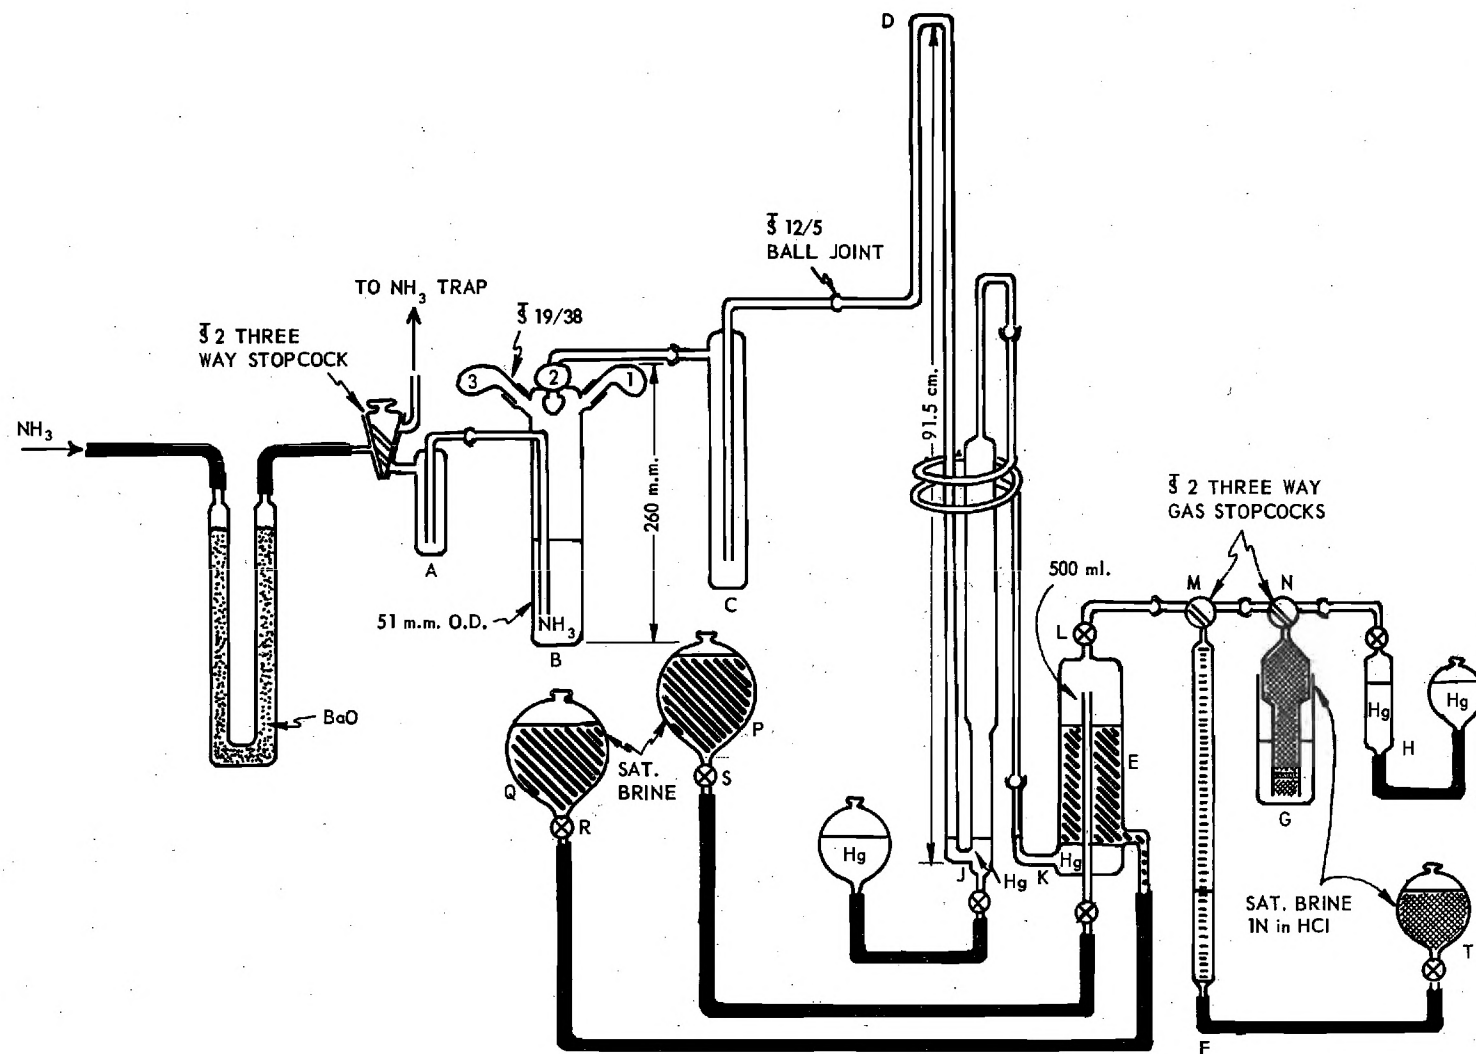 D
S 12/5
BALL JOINT
TO NH3 TRAP
S 2 THREE
WAY STOPCOCK
S 19/38
3
2
1
NH3
91.5 cm.
260 m.m.
S 2 THREE WAY
GAS STOPCOCKS
A
500 ml.
M
N
C
51 m.m. O.D.
NH3
B
L
P
Hg
Hg
H
BaO
SAT.
BRINE
S
E
Q
R
G
Hg
J
Hg
K
Hg
SAT. BRINE
1N in HCl
T
F